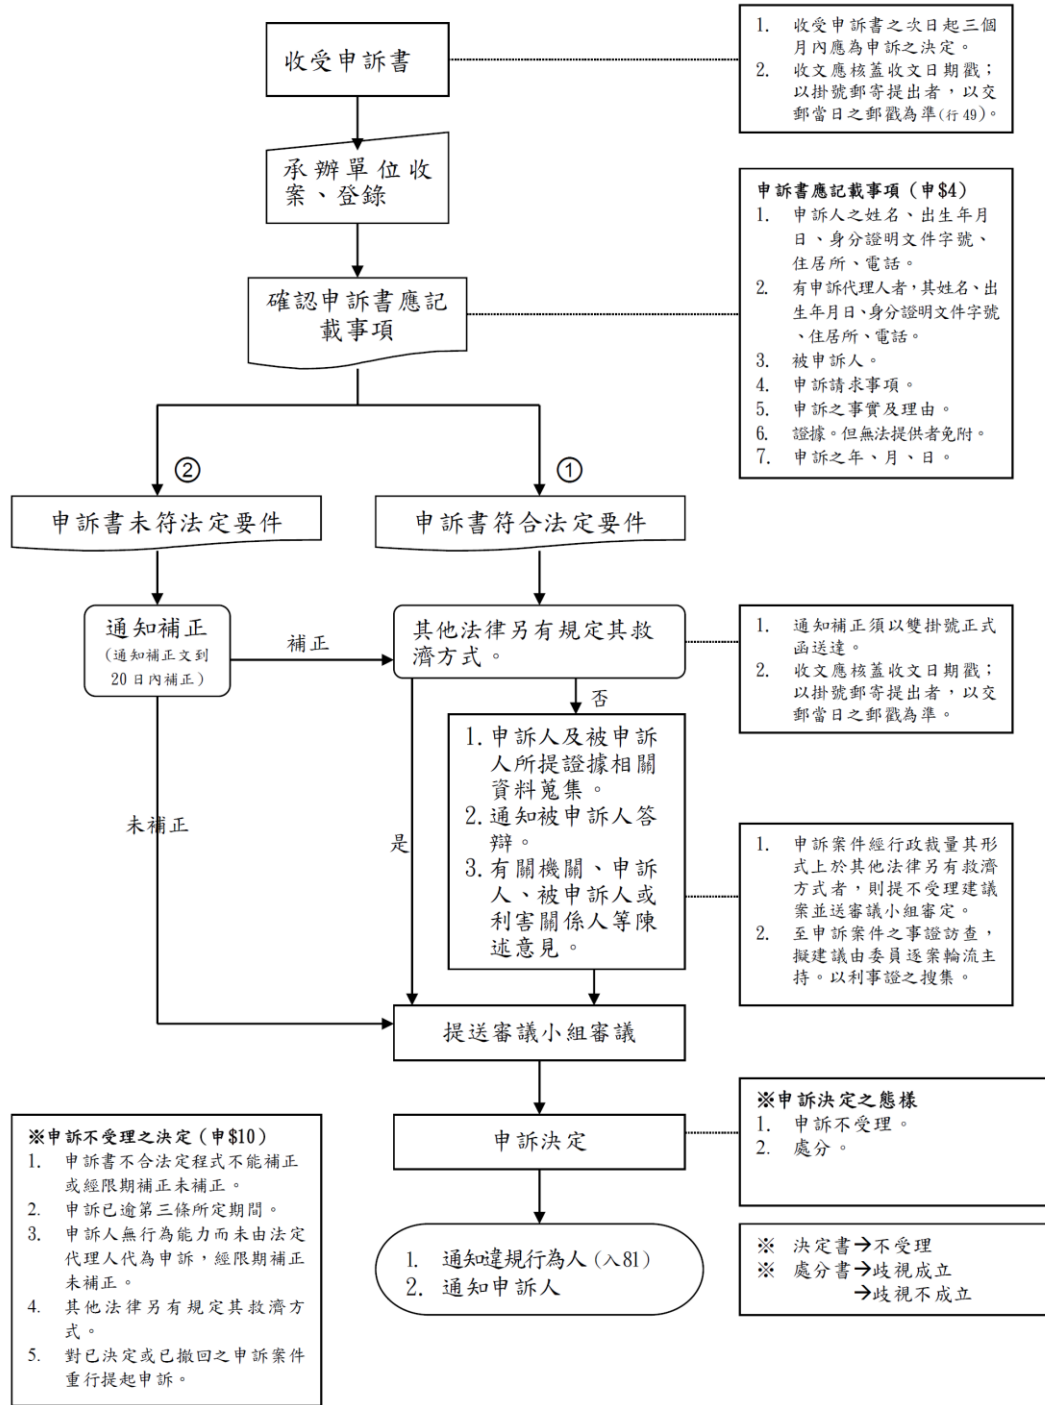 收受申訴書
1. 收受申訴書之次日起三個
月內應為申訴之決定。
2. 收文應核蓋收文日期戳；
以掛號郵寄提出者，以交
郵當日之郵戳為準(行 49)。
承辦單位收
案、登錄
申訴書應記載事項（申$4）
1. 申訴人之姓名、出生年月
日、身分證明文件字號、
住居所、電話。
2. 有申訴代理人者，其姓名、出
生年月日、身分證明文件字號
、住居所、電話。
3. 被申訴人。
4. 申訴請求事項。
5. 申訴之事實及理由。
6. 證據。但無法提供者免附。
7. 申訴之年、月、日。
確認申訴書應記
載事項
②
①
申訴書未符法定要件
申訴書符合法定要件
通知補正
（通知補正文到
20 日內補正）
補正
其他法律另有規定其救
濟方式。
1. 通知補正須以雙掛號正式
函送達。
2. 收文應核蓋收文日期戳；
以掛號郵寄提出者，以交
郵當日之郵戳為準。
否
1. 申訴人及被申訴
人所提證據相關
資料蒐集。
2. 通知被申訴人答
辯。
3. 有關機關、申訴
人、被申訴人或
利害關係人等陳
述意見。
未補正
是
1. 申訴案件經行政裁量其形
式上於其他法律另有救濟
方式者，則提不受理建議
案並送審議小組審定。
2. 至申訴案件之事證訪查，
擬建議由委員逐案輪流主
持。以利事證之搜集。
提送審議小組審議
申訴決定
※申訴決定之態樣
1. 申訴不受理。
2. 處分。
※申訴不受理之決定（申$10）
1. 申訴書不合法定程式不能補正
或經限期補正未補正。
2. 申訴已逾第三條所定期間。
3. 申訴人無行為能力而未由法定
代理人代為申訴，經限期補正
未補正。
4. 其他法律另有規定其救濟方
式。
5. 對已決定或已撤回之申訴案件
重行提起申訴。
1. 通知違規行為人(入81)
2. 通知申訴人
※ 決定書→不受理
※ 處分書→歧視成立
→歧視不成立